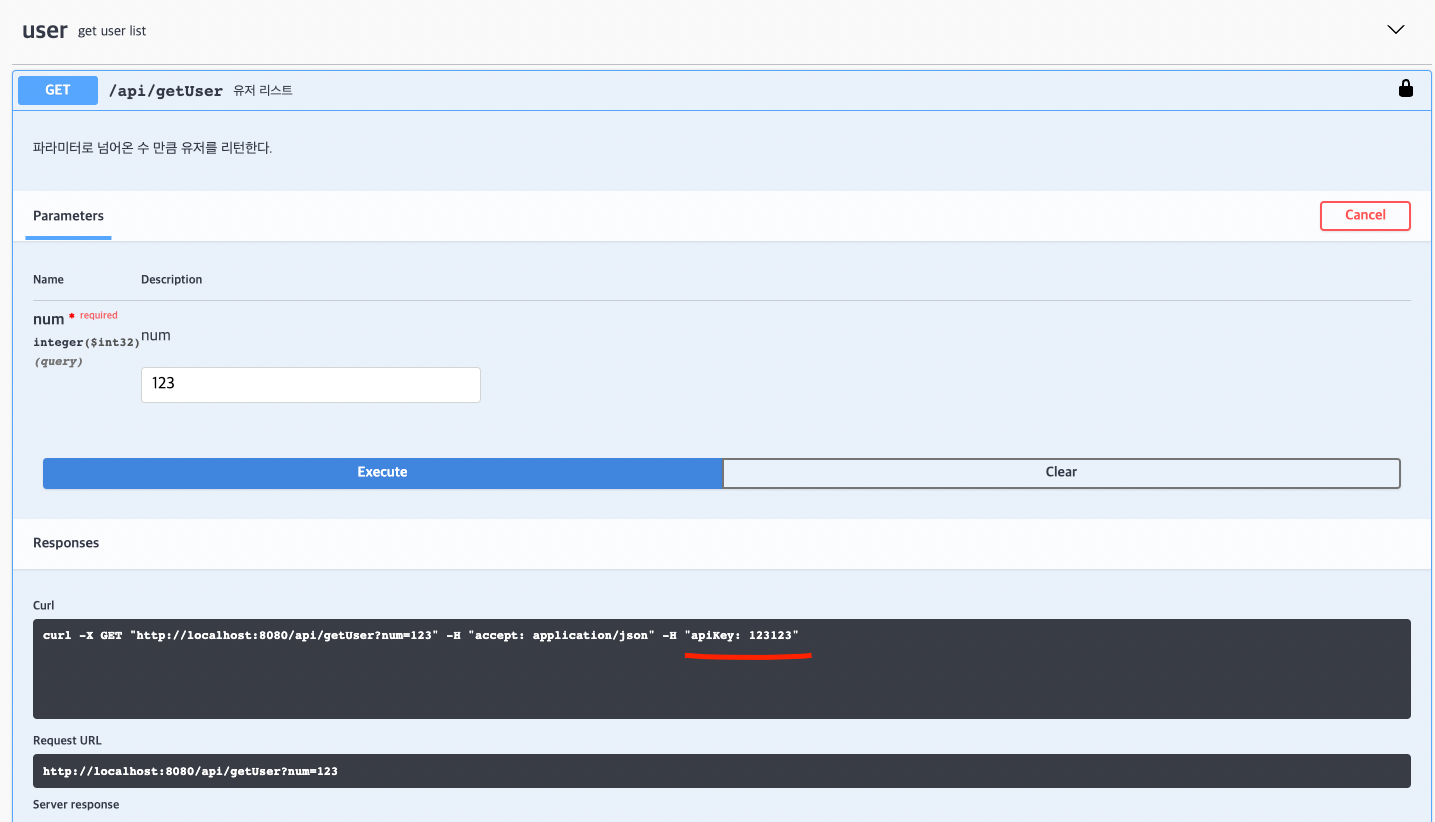 user get user list
GET /api/getUser 유저 리스트
파라미터로 넘어온 수 만큼 유저를 리턴한다.
Parameters Cancel
Name Description
num * required
integer($int32)
(query)
num
123
Execute Clear
Responses
Curl
curl -X GET "http://localhost:8080/api/getUser?num=123" -H "accept: application/json" -H "apiKey: 123123"
Request URL
http://localhost:8080/api/getUser?num=123
Server response